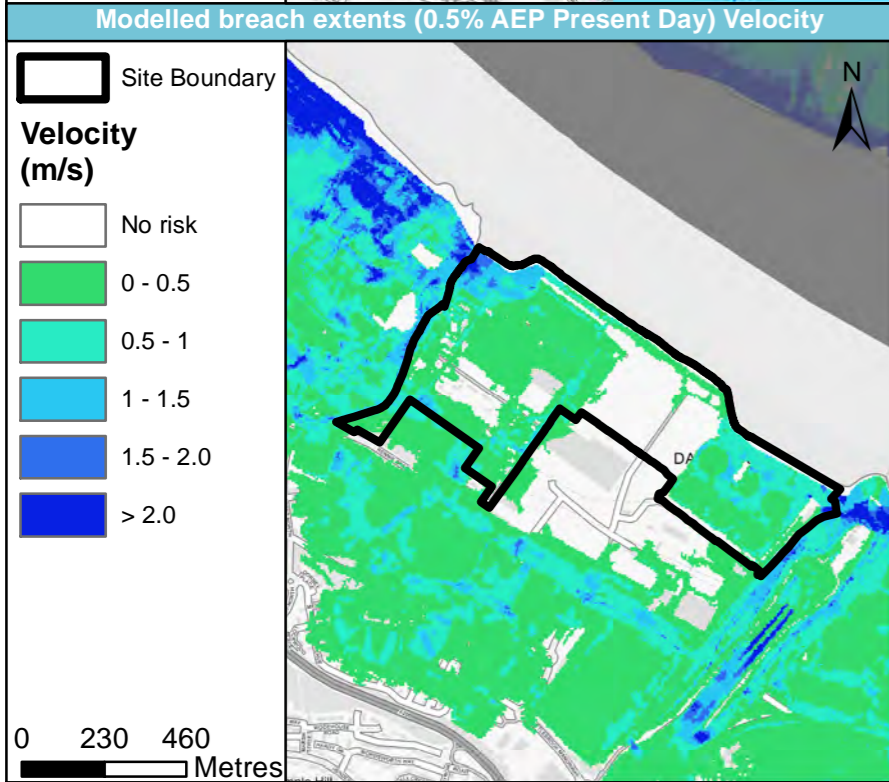 Modelled breach extents (0.5% AEP Present Day) Velocity
Site Boundary
Velocity
(m/s)
No risk
0 - 0.5
0.5 - 1
1 - 1.5
1.5 - 2.0
> 2.0
0 230 460
Metres
N
DA
Hill